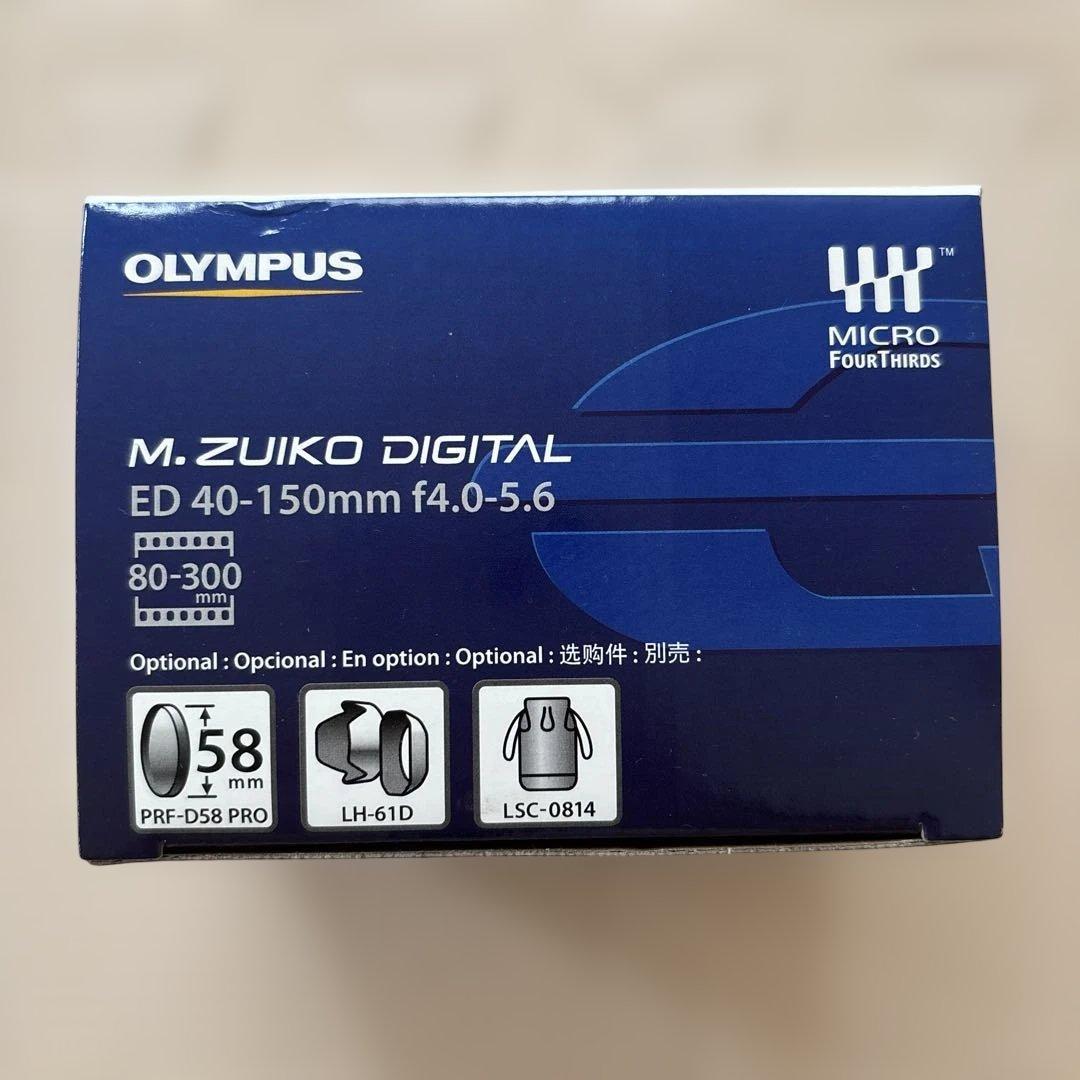 OLYMPUS
™
MICRO
FOURTHIRDS
M. ZUIKO DIGITAL
ED 40-150mm f4.0-5.6
80-300
mm
Optional : Opcional : En option : Optional : 选购件 : 別売 :
58
mm
PRF-D58 PRO
LH-61D
LSC-0814